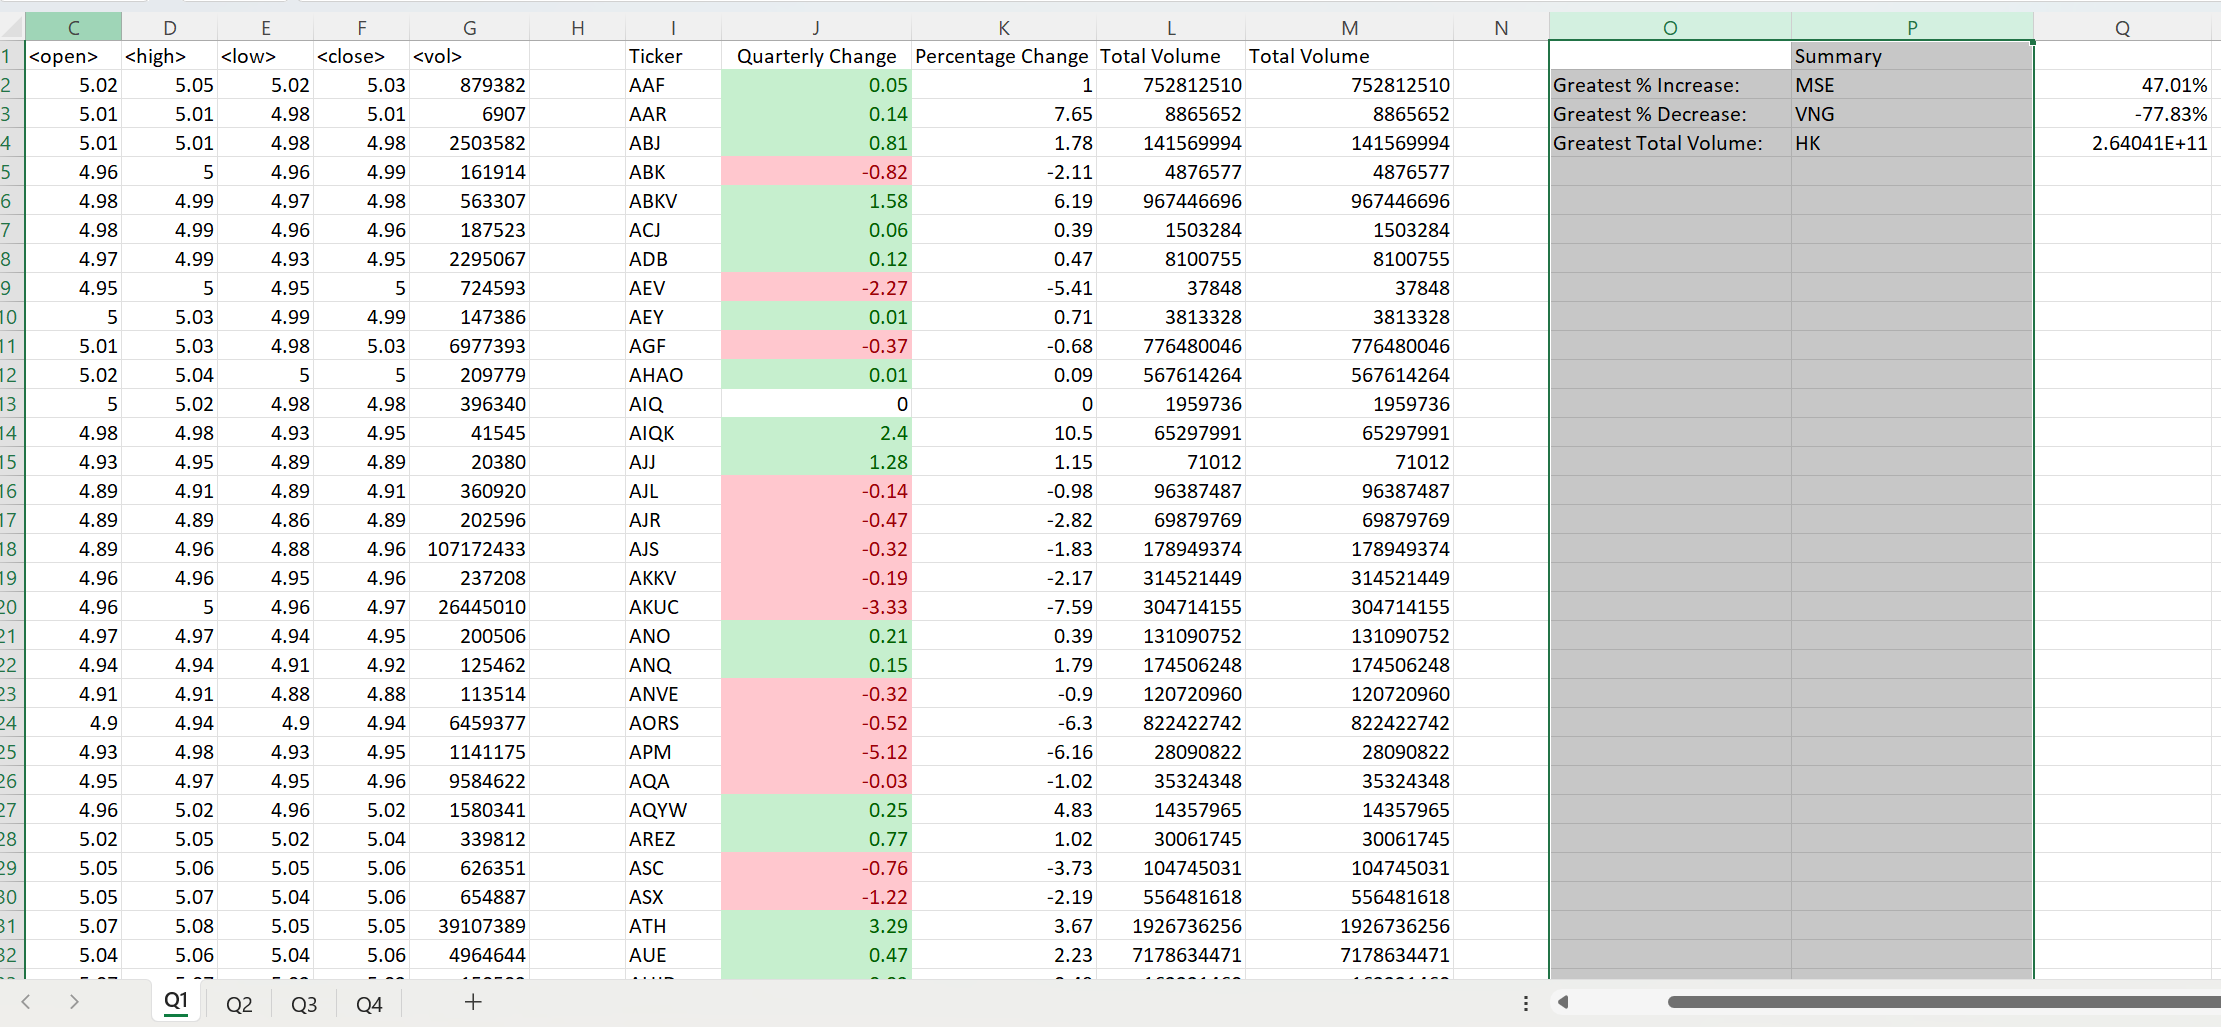 C D E F G H I J K L M N O P Q
1 <open> <high> <low> <close> <vol> Ticker Quarterly Change Percentage Change Total Volume Total Volume Summary
2 5.02 5.05 5.02 5.03 879382 AAF 0.05 1 752812510 752812510 Greatest % Increase: MSE 47.01%
3 5.01 5.01 4.98 5.01 6907 AAR 0.14 7.65 8865652 8865652 Greatest % Decrease: VNG -77.83%
4 5.01 5.01 4.98 4.98 2503582 ABJ 0.81 1.78 141569994 141569994 Greatest Total Volume: HK 2.64041E+11
5 4.96 5 4.96 4.99 161914 ABK -0.82 -2.11 4876577 4876577
6 4.98 4.99 4.97 4.98 563307 ABKV 1.58 6.19 967446696 967446696
7 4.98 4.99 4.96 4.96 187523 ACJ 0.06 0.39 1503284 1503284
8 4.97 4.99 4.93 4.95 2295067 ADB 0.12 0.47 8100755 8100755
9 4.95 5 4.95 5 724593 AEV -2.27 -5.41 37848 37848
10 5 5.03 4.99 4.99 147386 AEY 0.01 0.71 3813328 3813328
11 5.01 5.03 4.98 5.03 6977393 AGF -0.37 -0.68 776480046 776480046
12 5.02 5.04 5 5 209779 AHAO 0.01 0.09 567614264 567614264
13 5 5.02 4.98 4.98 396340 AIQ 0 0 1959736 1959736
14 4.98 4.98 4.93 4.95 41545 AIQK 2.4 10.5 65297991 65297991
15 4.93 4.95 4.89 4.89 20380 AJJ 1.28 1.15 71012 71012
16 4.89 4.91 4.89 4.91 360920 AJL -0.14 -0.98 96387487 96387487
17 4.89 4.89 4.86 4.89 202596 AJR -0.47 -2.82 69879769 69879769
18 4.89 4.96 4.88 4.96 107172433 AJS -0.32 -1.83 178949374 178949374
19 4.96 4.96 4.95 4.96 237208 AKKV -0.19 -2.17 314521449 314521449
20 4.96 5 4.96 4.97 26445010 AKUC -3.33 -7.59 304714155 304714155
21 4.97 4.97 4.94 4.95 200506 ANO 0.21 0.39 131090752 131090752
22 4.94 4.94 4.91 4.92 125462 ANQ 0.15 1.79 174506248 174506248
23 4.91 4.91 4.88 4.88 113514 ANVE -0.32 -0.9 120720960 120720960
24 4.9 4.94 4.9 4.94 6459377 AORS -0.52 -6.3 822422742 822422742
25 4.93 4.98 4.93 4.95 1141175 APM -5.12 -6.16 28090822 28090822
26 4.95 4.97 4.95 4.96 9584622 AQA -0.03 -1.02 35324348 35324348
27 4.96 5.02 4.96 5.02 1580341 AQYW 0.25 4.83 14357965 14357965
28 5.02 5.05 5.02 5.04 339812 AREZ 0.77 1.02 30061745 30061745
29 5.05 5.06 5.05 5.06 626351 ASC -0.76 -3.73 104745031 104745031
30 5.05 5.07 5.04 5.06 654887 ASX -1.22 -2.19 556481618 556481618
31 5.07 5.08 5.05 5.05 39107389 ATH 3.29 3.67 1926736256 1926736256
32 5.04 5.06 5.04 5.06 4964644 AUE 0.47 2.23 7178634471 7178634471
Q1 Q2 Q3 Q4